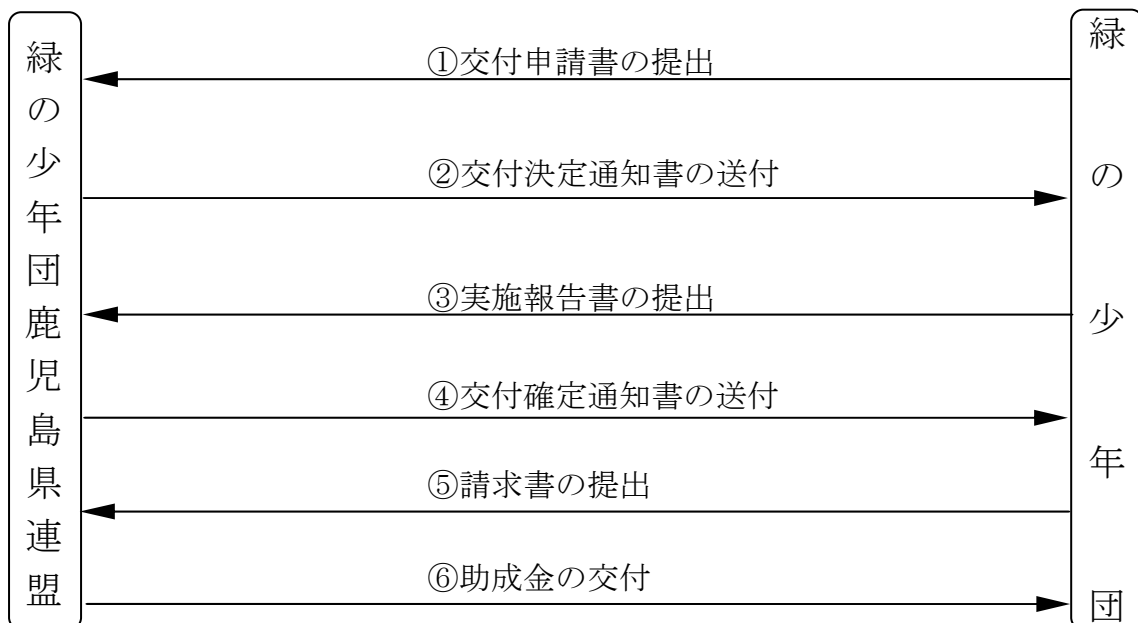 緑の少年団鹿児島県連盟
①交付申請書の提出
②交付決定通知書の送付
③実施報告書の提出
④交付確定通知書の送付
⑤請求書の提出
⑥助成金の交付
緑の少年団